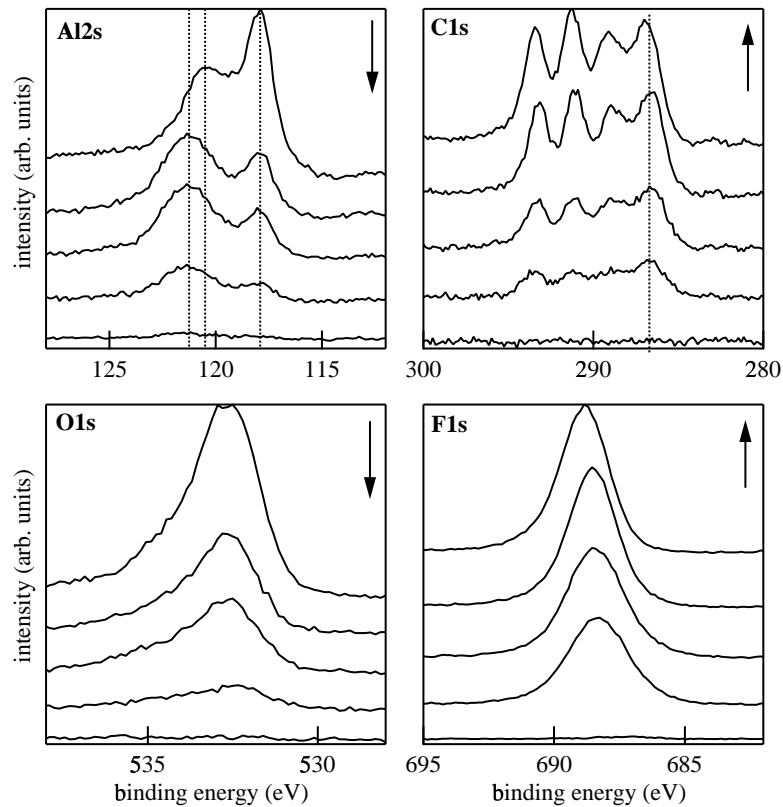 Al2s
C1s
intensity (arb. units)
125
120
115
300
290
280
O1s
F1s
intensity (arb. units)
535
530
695
690
685
binding energy (eV)
binding energy (eV)